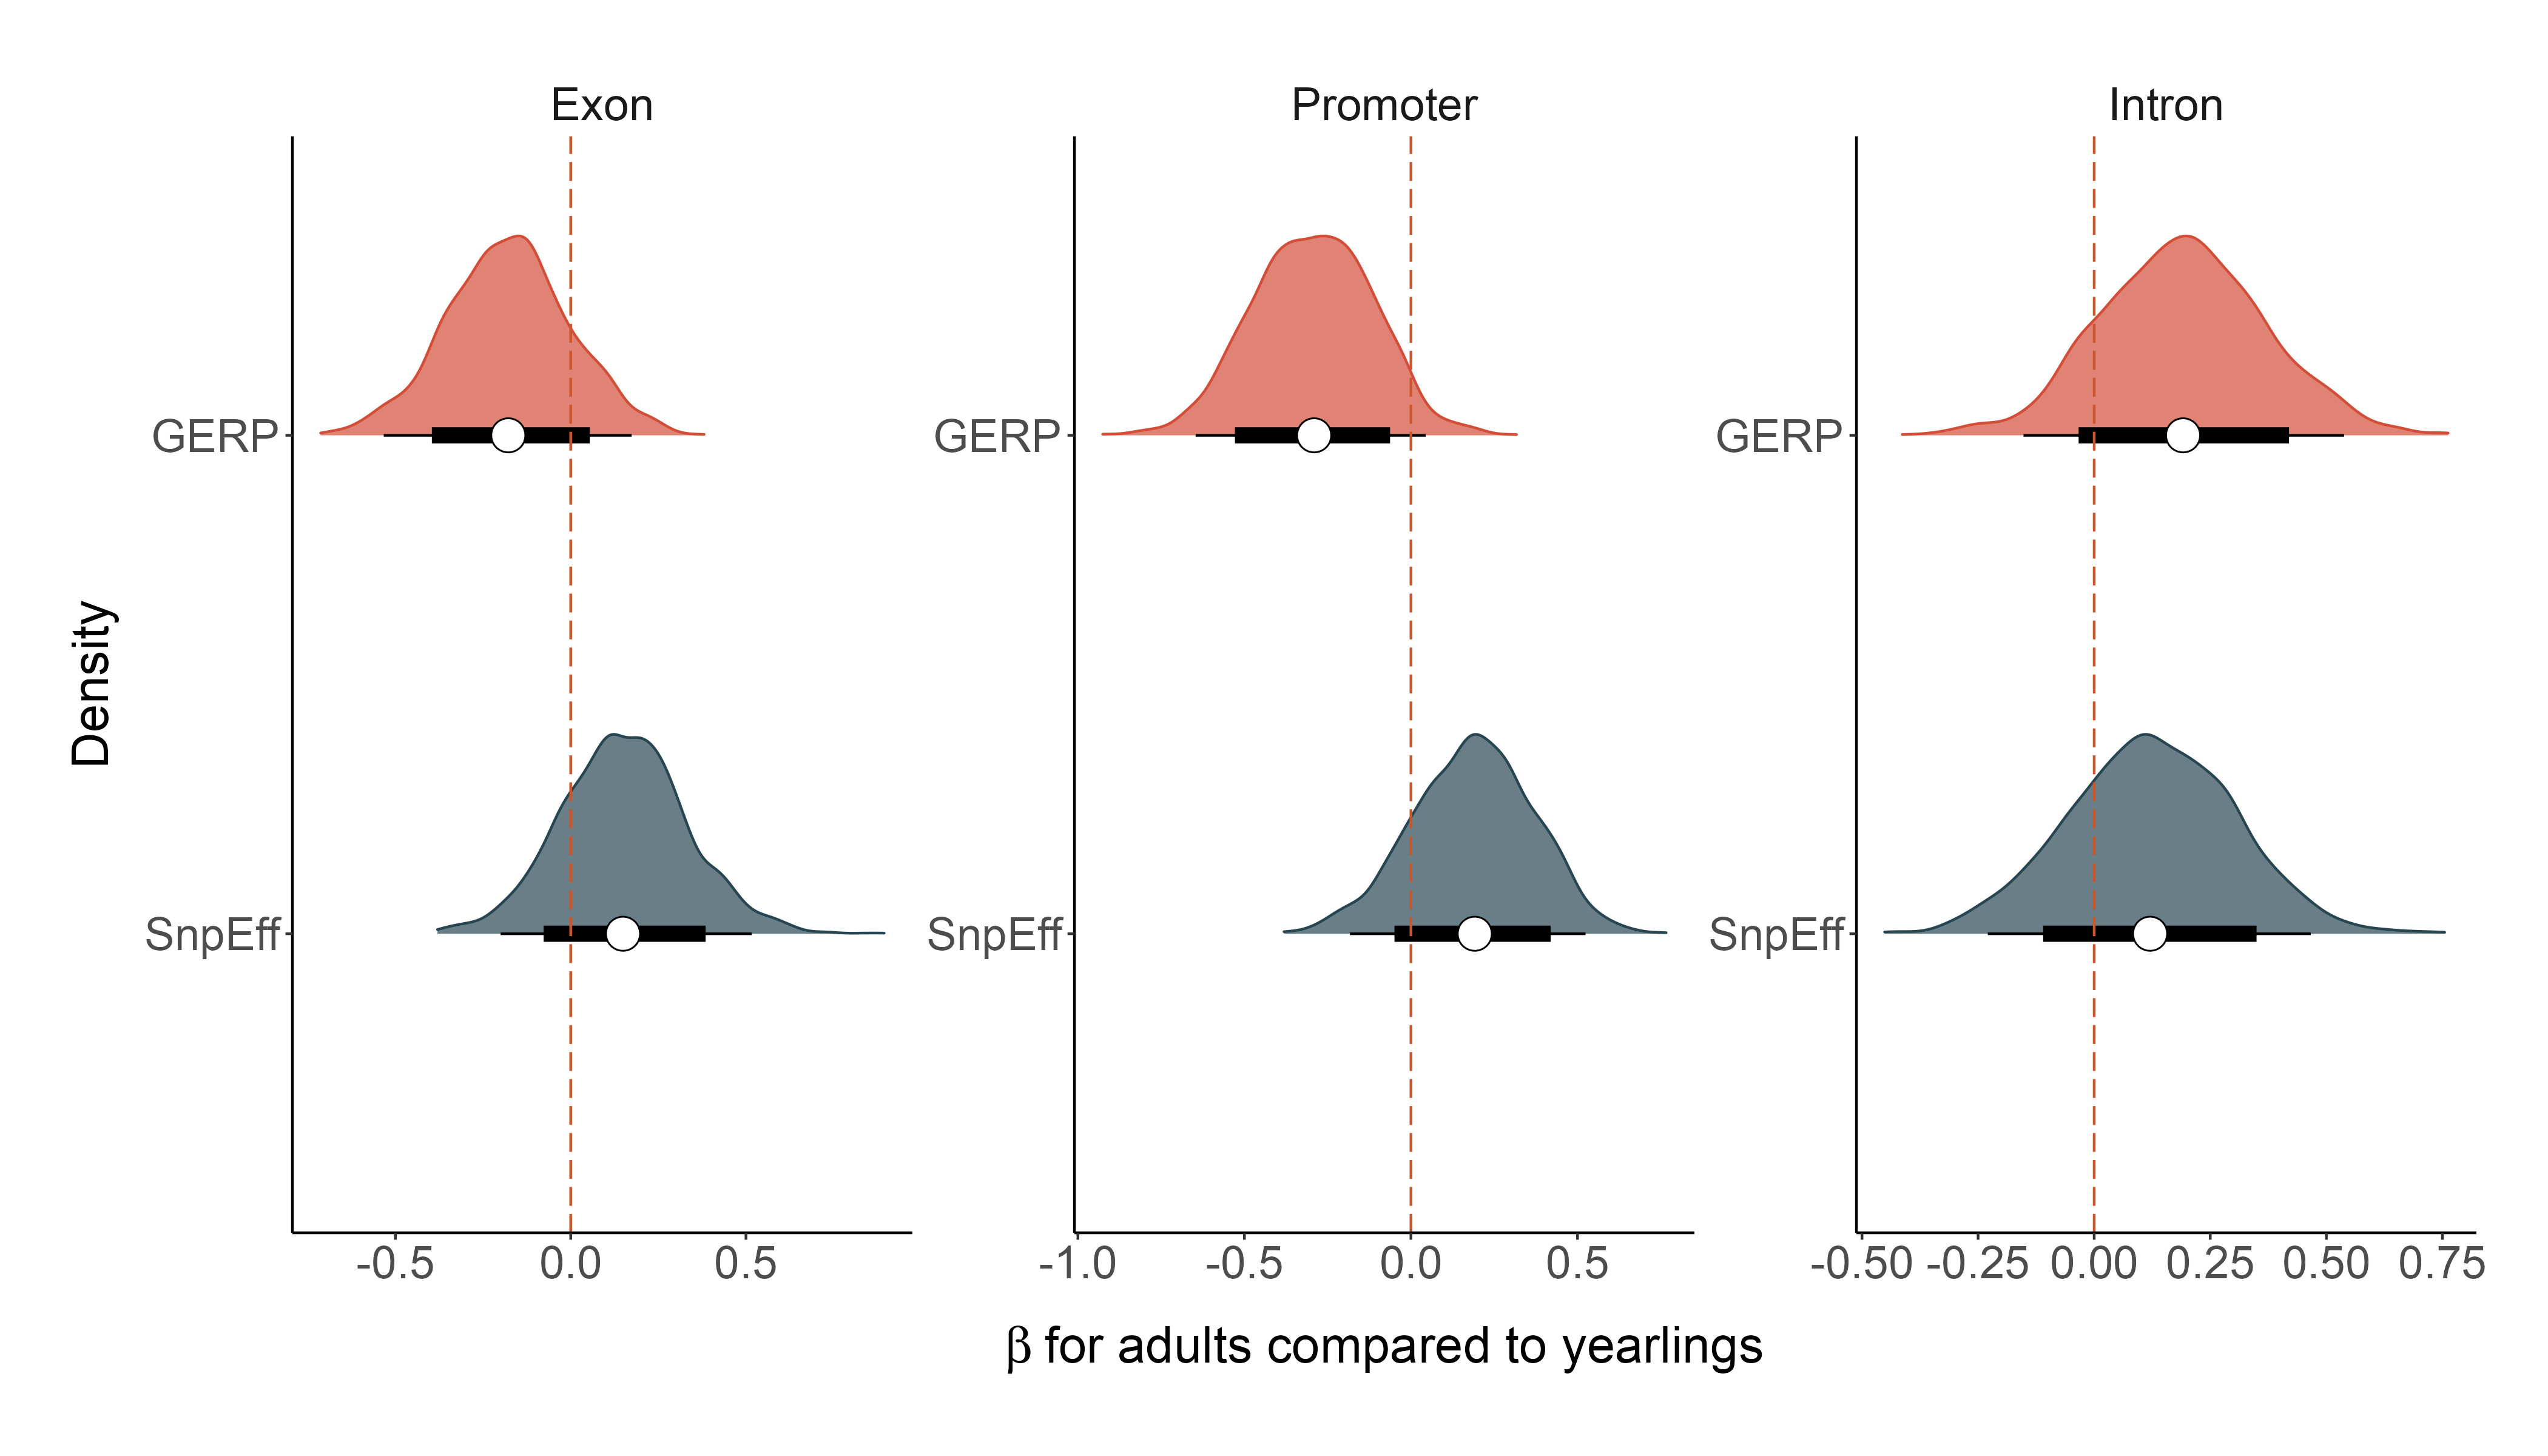 Exon
Promoter
Intron
Density
GERP
SnpEff
GERP
SnpEff
GERP
SnpEff
-0.5 0.0 0.5
-1.0 -0.5 0.0 0.5
-0.50 -0.25 0.00 0.25 0.50 0.75
β for adults compared to yearlings